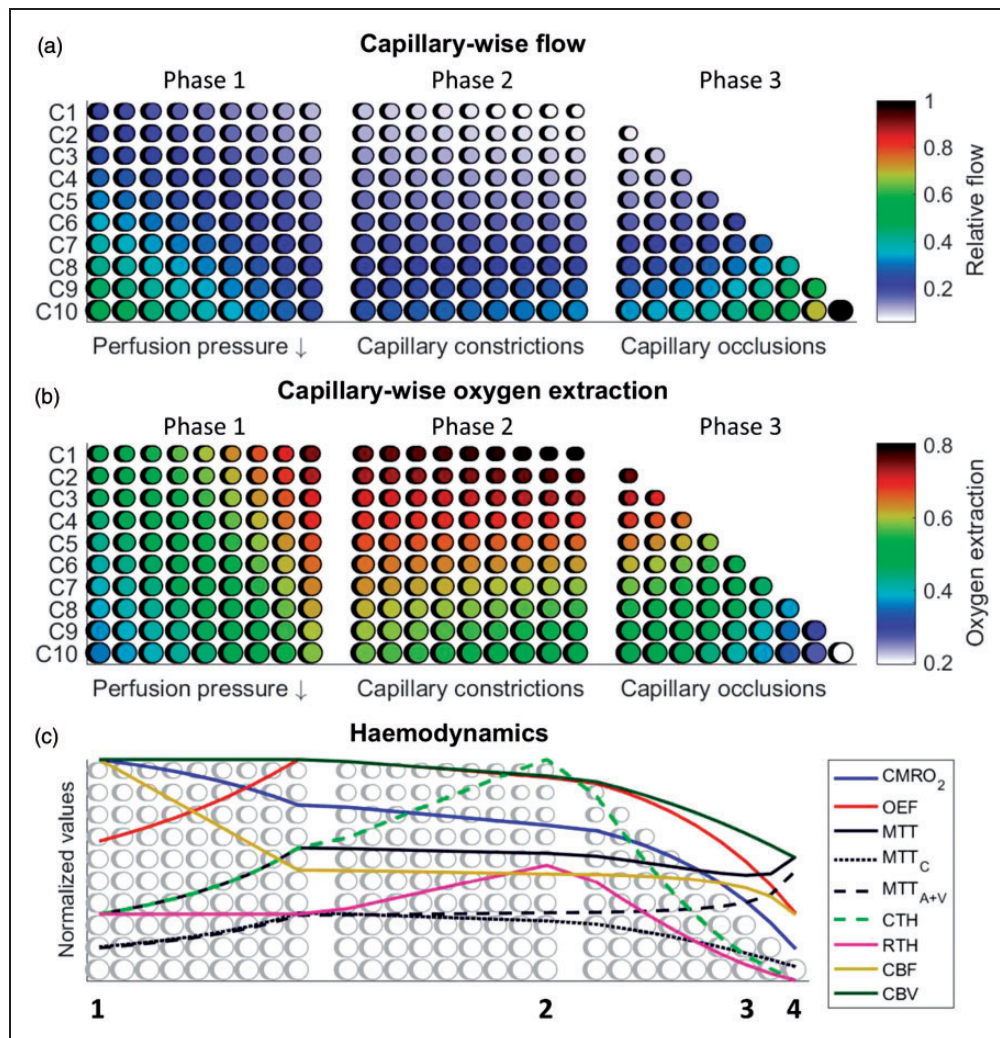 (a)
Capillary-wise flow
Phase 1 Phase 2 Phase 3
C1
C2
C3
C4
C5
C6
C7
C8
C9
C10
Perfusion pressure ↓ Capillary constrictions Capillary occlusions
1
0.8
0.6
0.4
0.2
Relative flow
(b)
Capillary-wise oxygen extraction
Phase 1 Phase 2 Phase 3
C1
C2
C3
C4
C5
C6
C7
C8
C9
C10
Perfusion pressure ↓ Capillary constrictions Capillary occlusions
0.8
0.6
0.4
0.2
Oxygen extraction
(c)
Haemodynamics
Normalized values
1 2 3 4
CMRO₂
OEF
MTT
MTT_C
MTT_A+V
CTH
RTH
CBF
CBV